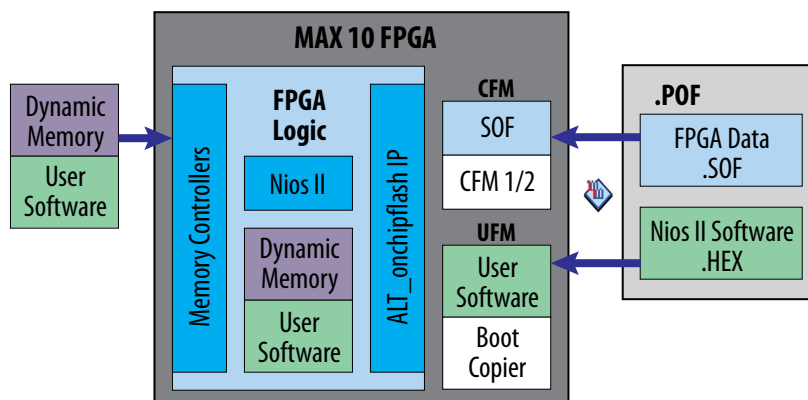 MAX 10 FPGA
Dynamic
Memory
User
Software
Memory Controllers
FPGA
Logic
Nios II
Dynamic
Memory
User
Software
ALT_onchipflash IP
CFM
SOF
CFM 1/2
UFM
User
Software
Boot
Copier
.POF
FPGA Data
.SOF
Nios II Software
.HEX